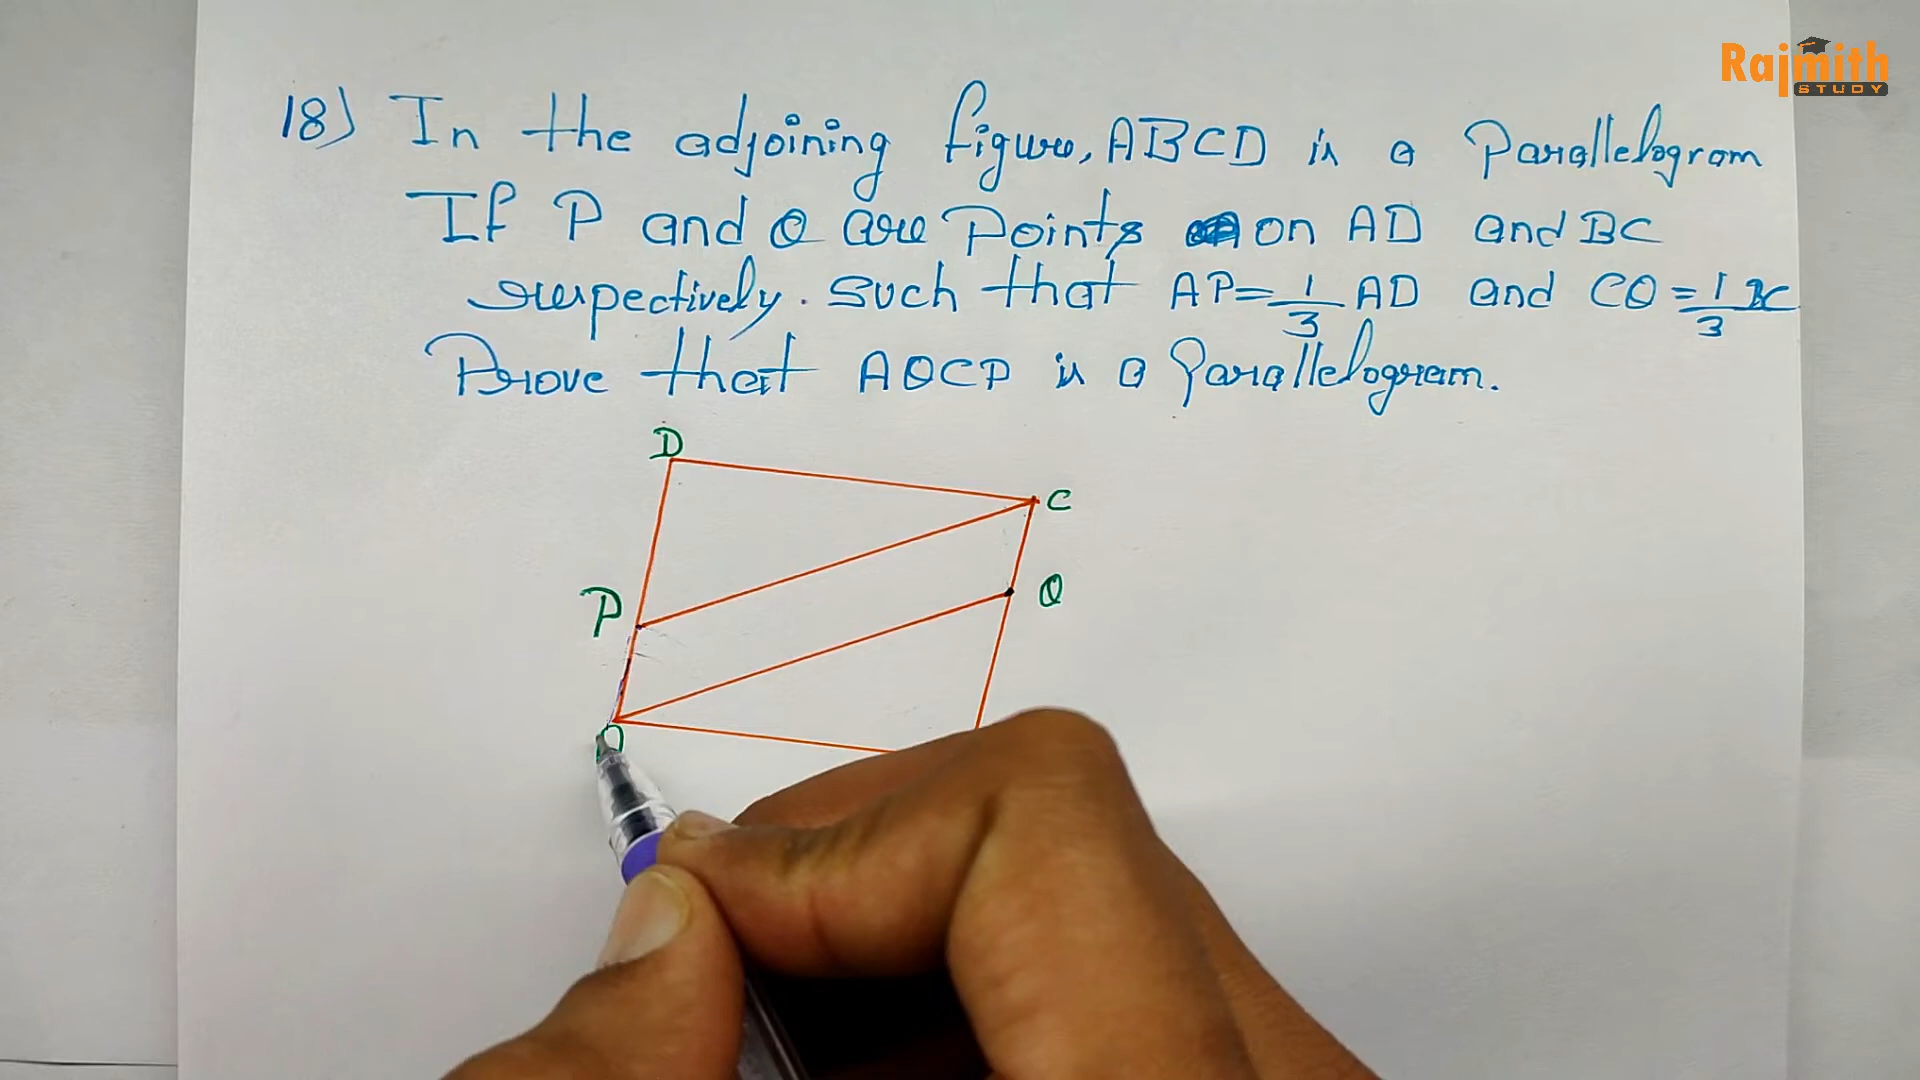 Rajmith
STUDY
18) In the adjoining figure, ABCD is a Parallelogram
If P and Q are Points on AD and BC
respectively. Such that AP=1/3 AD and CQ=1/3 BC
Prove that AQCP is a Parallelogram.
D
C
P
Q